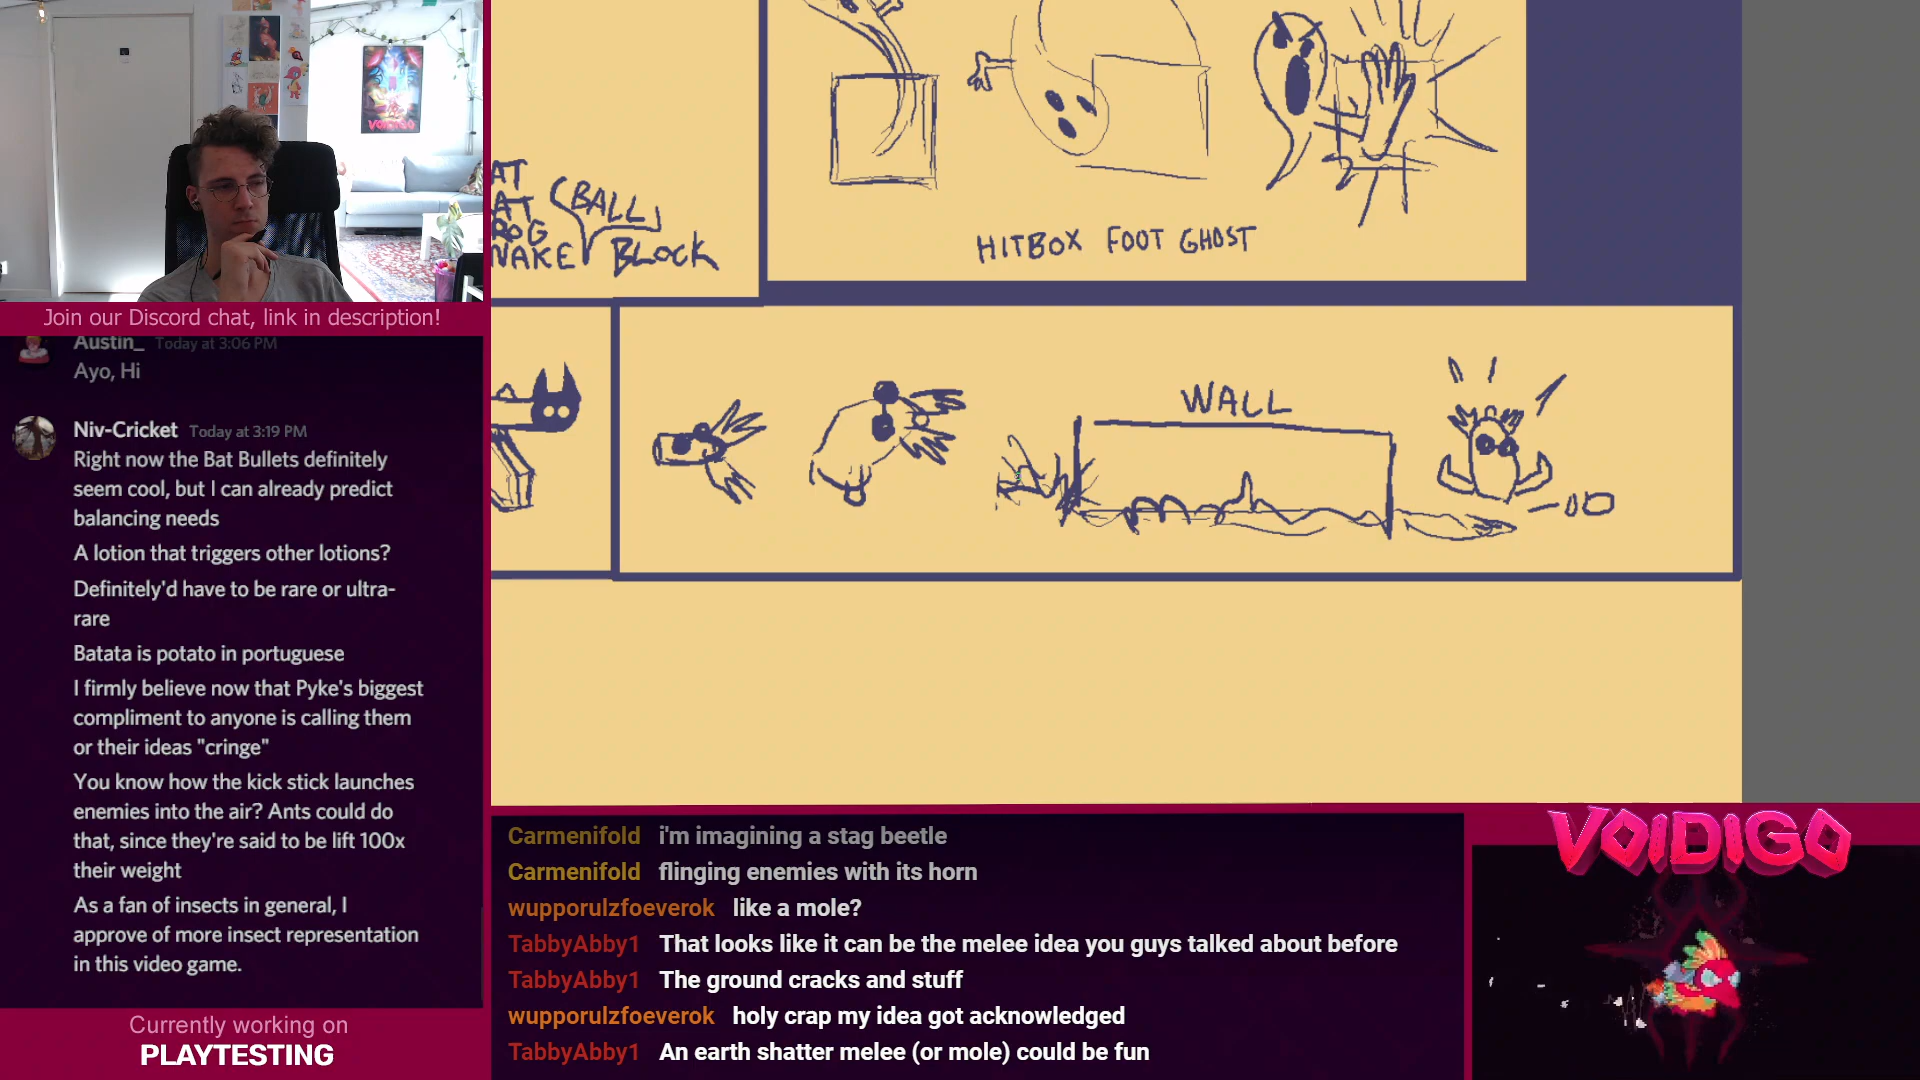 VOIDIGO
Join our Discord chat, link in description!
Austin_ Today at 3:06 PM
Ayo, Hi
Niv-Cricket Today at 3:19 PM
Right now the Bat Bullets definitely
seem cool, but I can already predict
balancing needs
A lotion that triggers other lotions?
Definitely'd have to be rare or ultra-
rare
Batata is potato in portuguese
I firmly believe now that Pyke's biggest
compliment to anyone is calling them
or their ideas "cringe"
You know how the kick stick launches
enemies into the air? Ants could do
that, since they're said to be lift 100x
their weight
As a fan of insects in general, I
approve of more insect representation
in this video game.
Currently working on
PLAYTESTING
AT
AT
ROG
NAKE
BALL
BLOCK
HITBOX FOOT GHOST
WALL
Carmenifold i'm imagining a stag beetle
Carmenifold flinging enemies with its horn
wupporulzfoeverok like a mole?
TabbyAbby1 That looks like it can be the melee idea you guys talked about before
TabbyAbby1 The ground cracks and stuff
wupporulzfoeverok holy crap my idea got acknowledged
TabbyAbby1 An earth shatter melee (or mole) could be fun
VOIDIGO